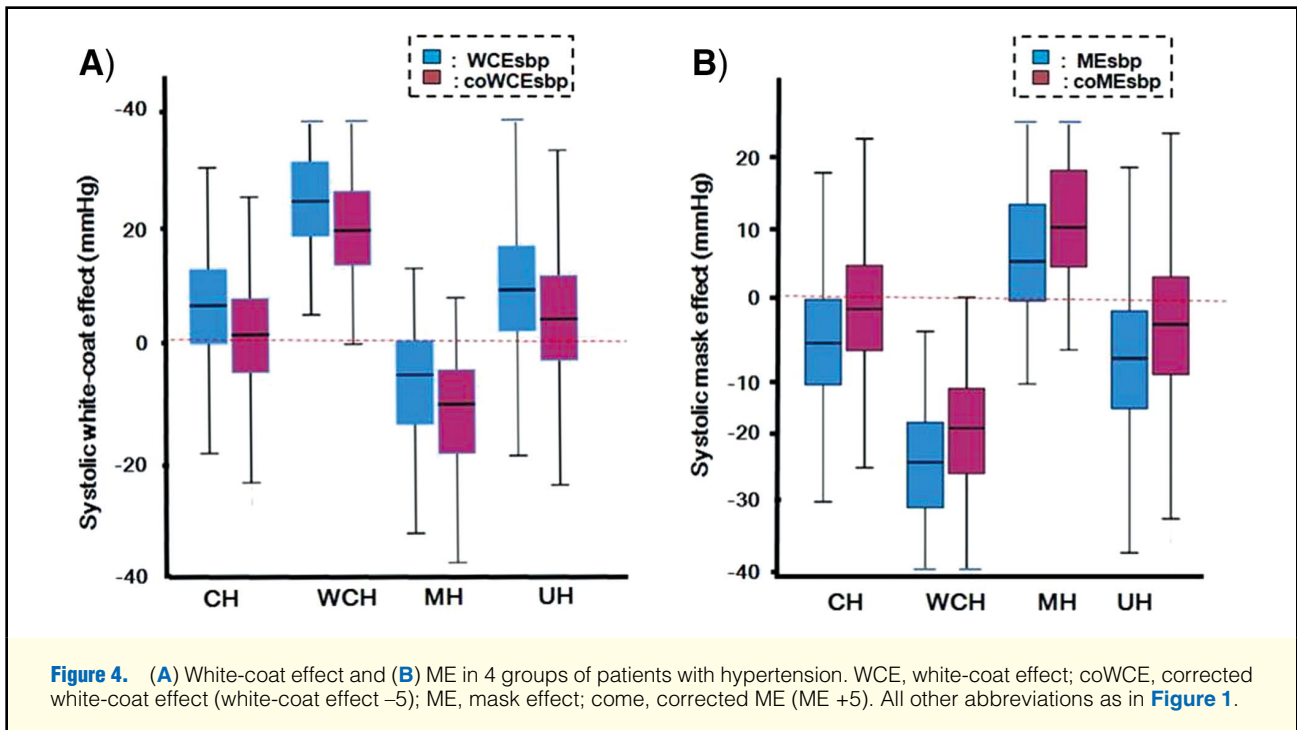 A)
: WCEsbp
: coWCEsbp
Systolic white-coat effect (mmHg)
-40
20
0
-20
-40
CH WCH MH UH
B)
: MEsbp
: coMEsbp
Systolic mask effect (mmHg)
20
10
0
-10
-20
-30
-40
CH WCH MH UH
Figure 4. (A) White-coat effect and (B) ME in 4 groups of patients with hypertension. WCE, white-coat effect; coWCE, corrected
white-coat effect (white-coat effect –5); ME, mask effect; come, corrected ME (ME +5). All other abbreviations as in Figure 1.